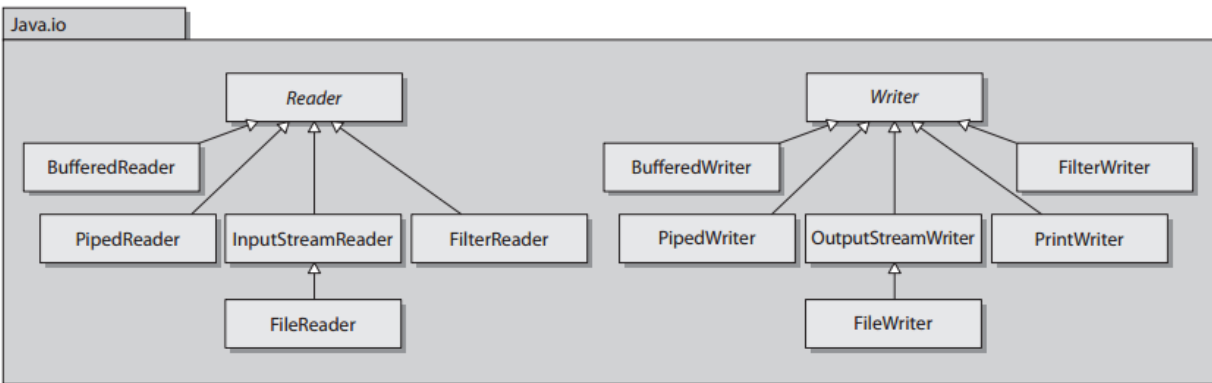 Java.io
Reader
Writer
BufferedReader
BufferedWriter
FilterWriter
PipedReader
InputStreamReader
FilterReader
PipedWriter
OutputStreamWriter
PrintWriter
FileReader
FileWriter